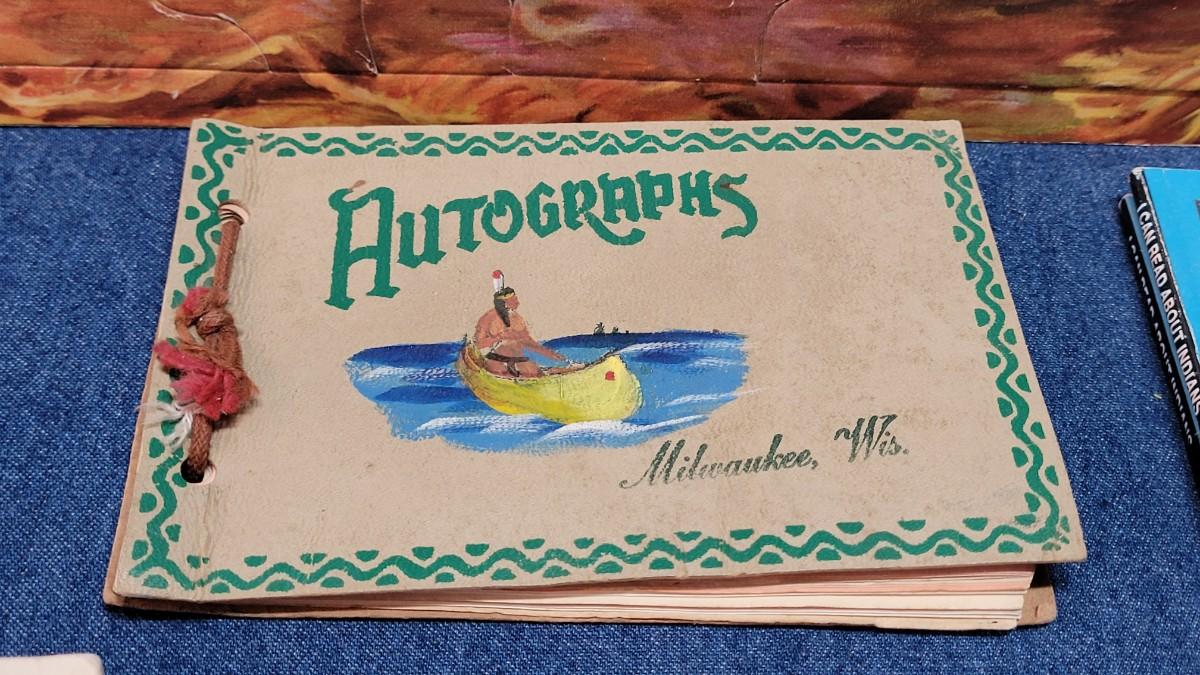 AUTOGRAPHS
Milwaukee, Wis.
I CAN READ ABOUT INDIANS